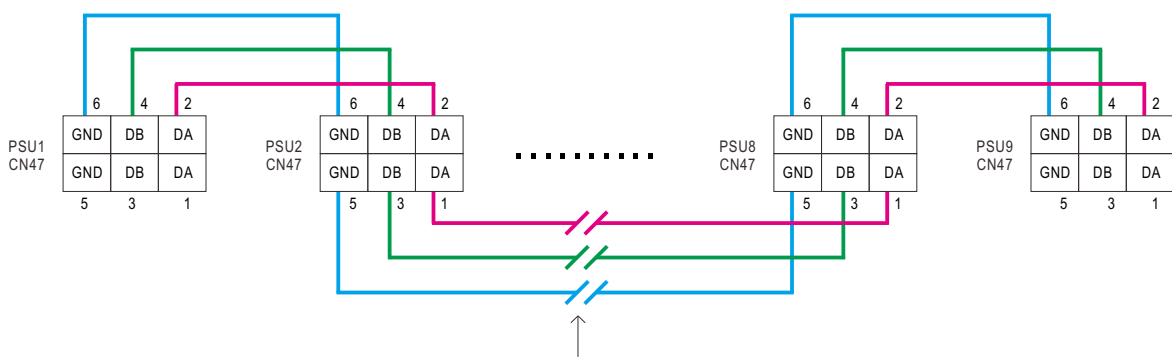 6 4 2 6 4 2 6 4 2 6 4 2
PSU1 GND DB DA PSU2 GND DB DA PSU8 GND DB DA PSU9 GND DB DA
CN47 GND DB DA CN47 GND DB DA CN47 GND DB DA CN47 GND DB DA
5 3 1 5 3 1 5 3 1 5 3 1